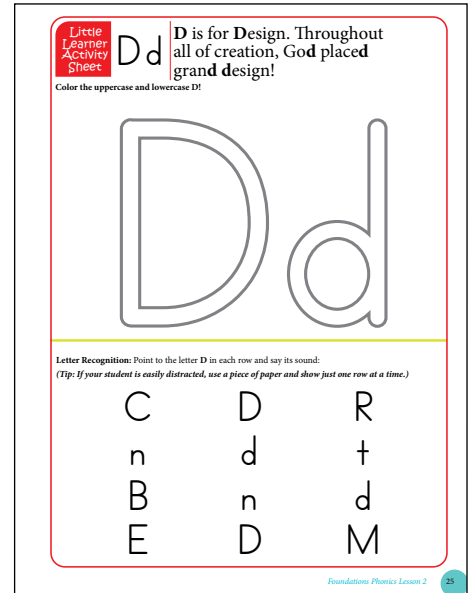 Little
Learner
Activity
Sheet
D d
D is for Design. Throughout
all of creation, God placed
grand design!
Color the uppercase and lowercase D!
D d
Letter Recognition: Point to the letter D in each row and say its sound:
(Tip: If your student is easily distracted, use a piece of paper and show just one row at a time.)
C D R
n d t
B n d
E D M
Foundations Phonics Lesson 2 25